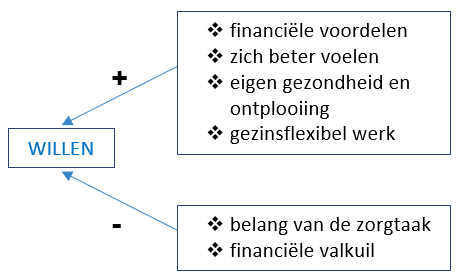 ❖ financiële voordelen
❖ zich beter voelen
❖ eigen gezondheid en
ontplooiing
❖ gezinsflexibel werk
+
WILLEN
-
❖ belang van de zorgtaak
❖ financiële valkuil